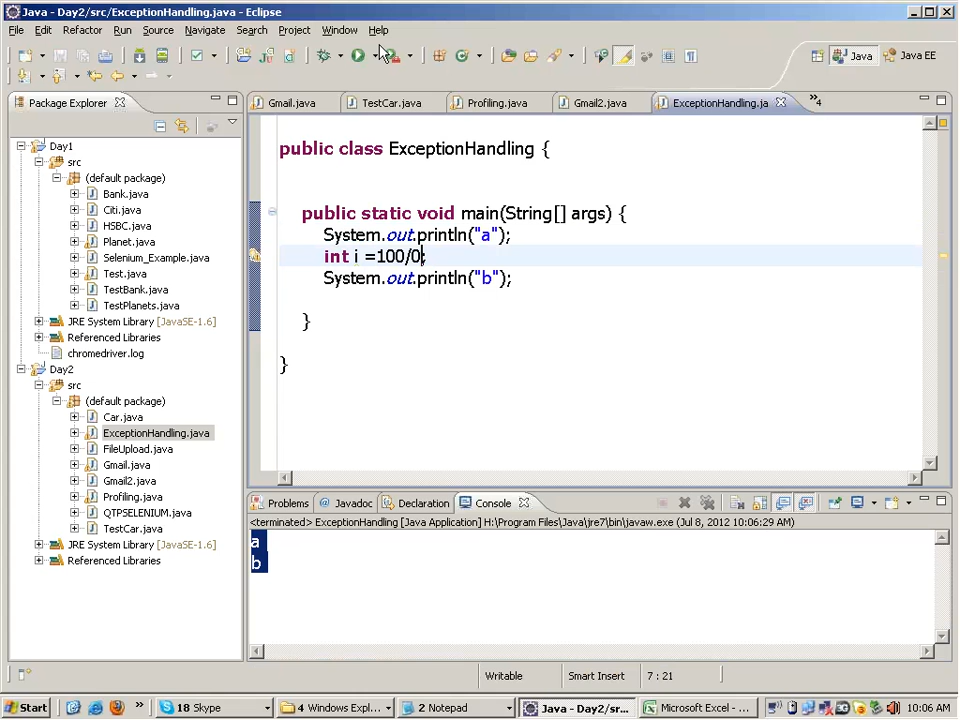 Java - Day2/src/ExceptionHandling.java - Eclipse
File Edit Refactor Run Source Navigate Search Project Window Help
Java Java EE
Package Explorer
Gmail.java TestCar.java Profiling.java Gmail2.java ExceptionHandling.ja »4
Day1
src
(default package)
Bank.java
Citi.java
HSBC.java
Planet.java
Selenium_Example.java
Test.java
TestBank.java
TestPlanets.java
JRE System Library [JavaSE-1.6]
Referenced Libraries
chromedriver.log
Day2
src
(default package)
Car.java
ExceptionHandling.java
FileUpload.java
Gmail.java
Gmail2.java
Profiling.java
QTPSELENIUM.java
TestCar.java
JRE System Library [JavaSE-1.6]
Referenced Libraries
public class ExceptionHandling {
public static void main(String[] args) {
System.out.println("a");
int i =100/0;
System.out.println("b");
}
}
Problems @ Javadoc Declaration Console
<terminated> ExceptionHandling [Java Application] H:\Program Files\Java\jre7\bin\javaw.exe (Jul 8, 2012 10:06:29 AM)
a
b
Writable Smart Insert 7 : 21
Start » 18 Skype 4 Windows Expl... 2 Notepad Java - Day2/sr... Microsoft Excel - ... 10:06 AM